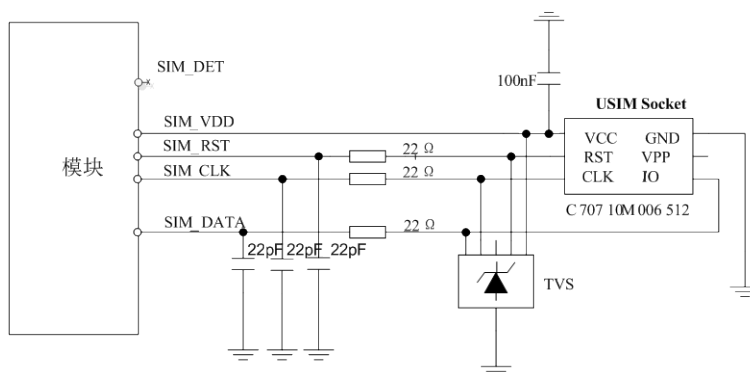 SIM_DET
100nF
USIM Socket
SIM_VDD
VCC GND
SIM_RST
22 Ω
RST VPP
模块
SIM_CLK
22 Ω
CLK IO
C 707 10M 006 512
SIM_DATA
22 Ω
22pF 22pF 22pF
TVS